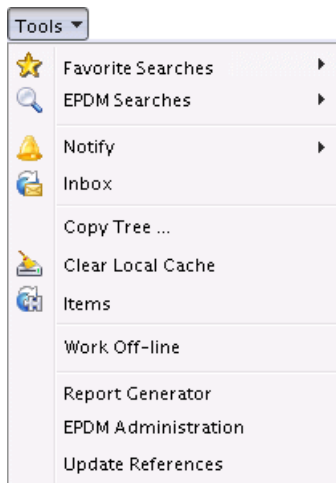 Tools
Favorite Searches
EPDM Searches
Notify
Inbox
Copy Tree ...
Clear Local Cache
Items
Work Off-line
Report Generator
EPDM Administration
Update References